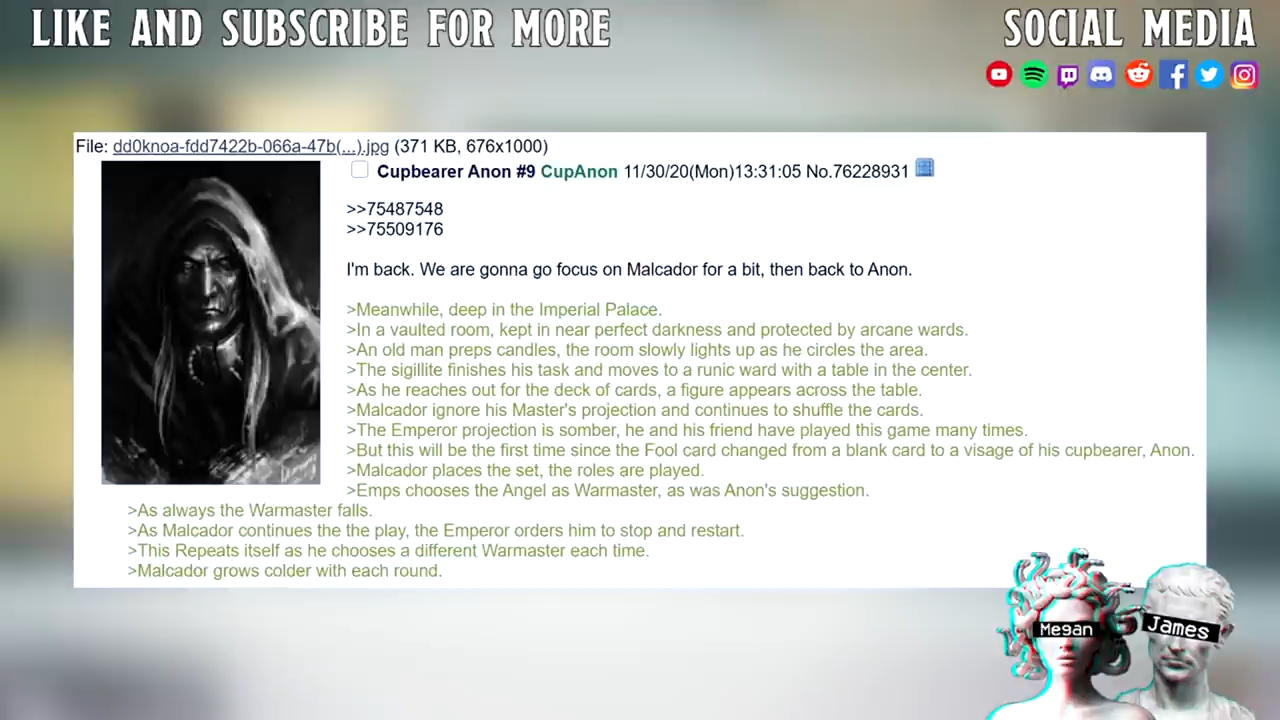 LIKE AND SUBSCRIBE FOR MORE
SOCIAL MEDIA
File: dd0knoa-fdd7422b-066a-47b(...).jpg (371 KB, 676x1000)
Cupbearer Anon #9 CupAnon 11/30/20(Mon)13:31:05 No.76228931
>>75487548
>>75509176
I'm back. We are gonna go focus on Malcador for a bit, then back to Anon.
>Meanwhile, deep in the Imperial Palace.
>In a vaulted room, kept in near perfect darkness and protected by arcane wards.
>An old man preps candles, the room slowly lights up as he circles the area.
>The sigillite finishes his task and moves to a runic ward with a table in the center.
>As he reaches out for the deck of cards, a figure appears across the table.
>Malcador ignore his Master's projection and continues to shuffle the cards.
>The Emperor projection is somber, he and his friend have played this game many times.
>But this will be the first time since the Fool card changed from a blank card to a visage of his cupbearer, Anon.
>Malcador places the set, the roles are played.
>Emps chooses the Angel as Warmaster, as was Anon's suggestion.
>As always the Warmaster falls.
>As Malcador continues the the play, the Emperor orders him to stop and restart.
>This Repeats itself as he chooses a different Warmaster each time.
>Malcador grows colder with each round.
Megan
James